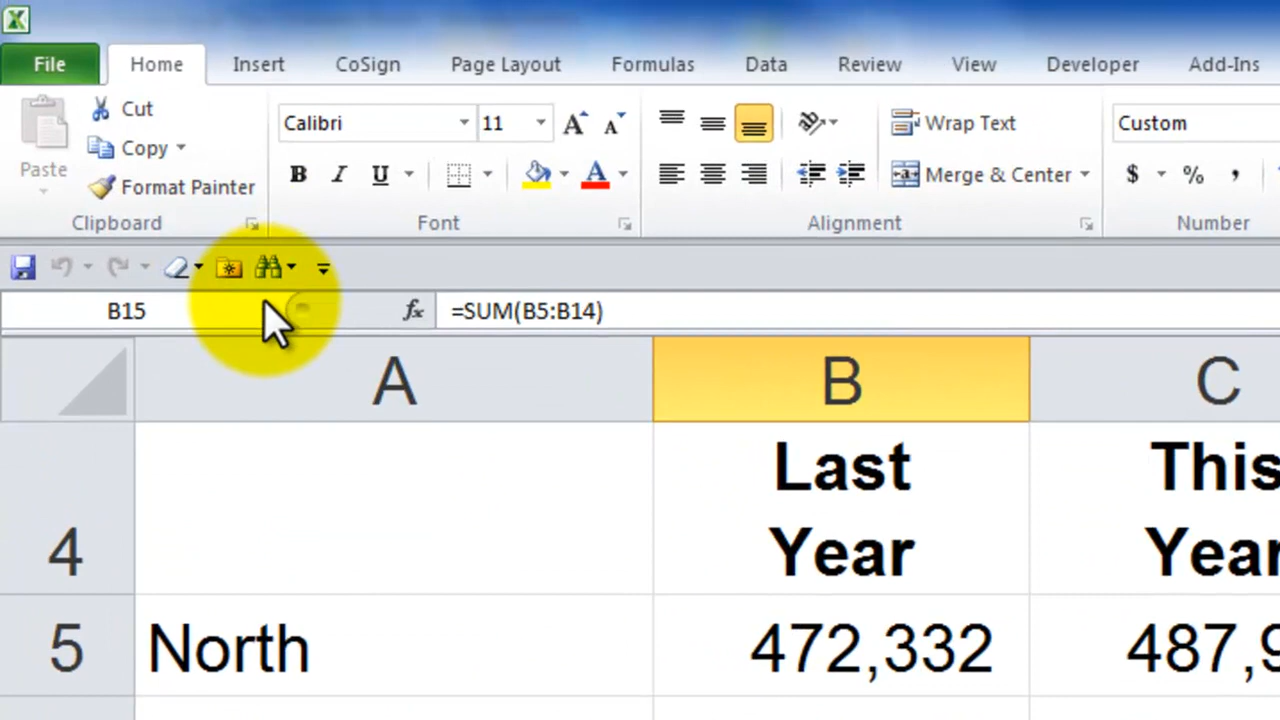 File Home Insert CoSign Page Layout Formulas Data Review View Developer Add-Ins
Cut
Copy
Paste
Format Painter
Clipboard
Calibri 11 A A
B I U A
Font
Wrap Text
Merge & Center
Alignment
Custom
$ % ,
Number
B15 fx =SUM(B5:B14)
A B C
4 Last Year This Year
5 North 472,332 487,9